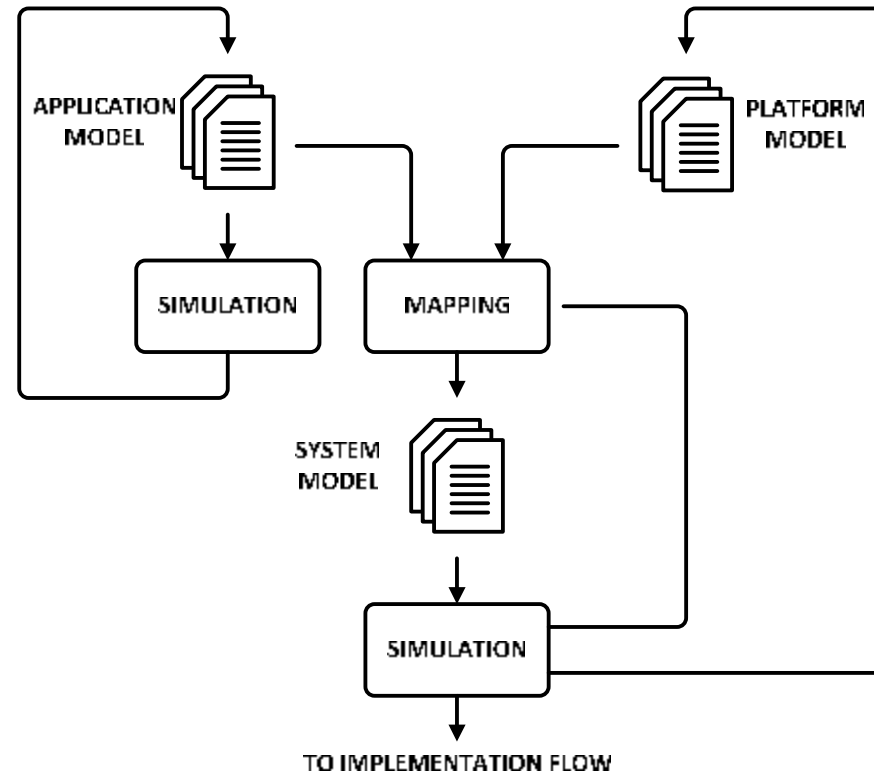 APPLICATION
MODEL
PLATFORM
MODEL
SIMULATION
MAPPING
SYSTEM
MODEL
SIMULATION
TO IMPLEMENTATION FLOW